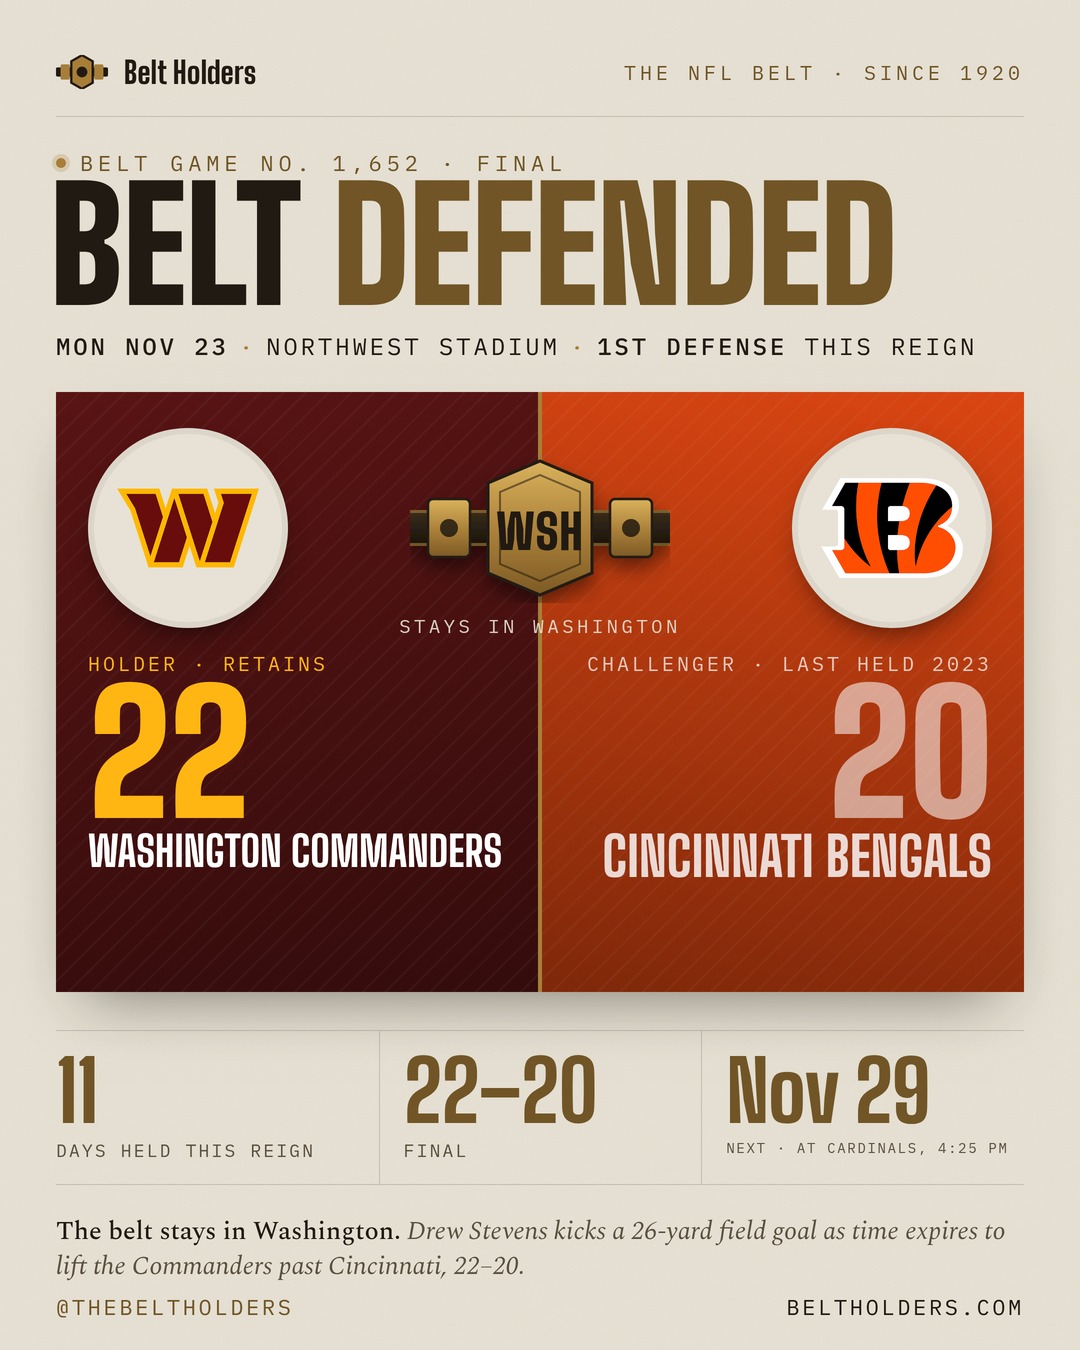 Belt Holders
THE NFL BELT · SINCE 1920
BELT GAME NO. 1,652 · FINAL
BELT DEFENDED
MON NOV 23 · NORTHWEST STADIUM · 1ST DEFENSE THIS REIGN
W
WSH
B
STAYS IN WASHINGTON
HOLDER · RETAINS
22
WASHINGTON COMMANDERS
CHALLENGER · LAST HELD 2023
20
CINCINNATI BENGALS
11
DAYS HELD THIS REIGN
22–20
FINAL
Nov 29
NEXT · AT CARDINALS, 4:25 PM
The belt stays in Washington. Drew Stevens kicks a 26-yard field goal as time expires to
lift the Commanders past Cincinnati, 22–20.
@THEBELTHOLDERS
BELTHOLDERS.COM